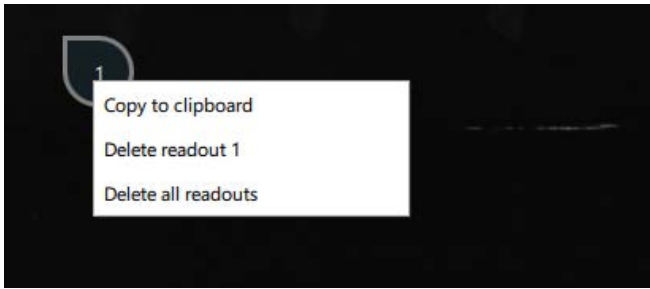 1
Copy to clipboard
Delete readout 1
Delete all readouts